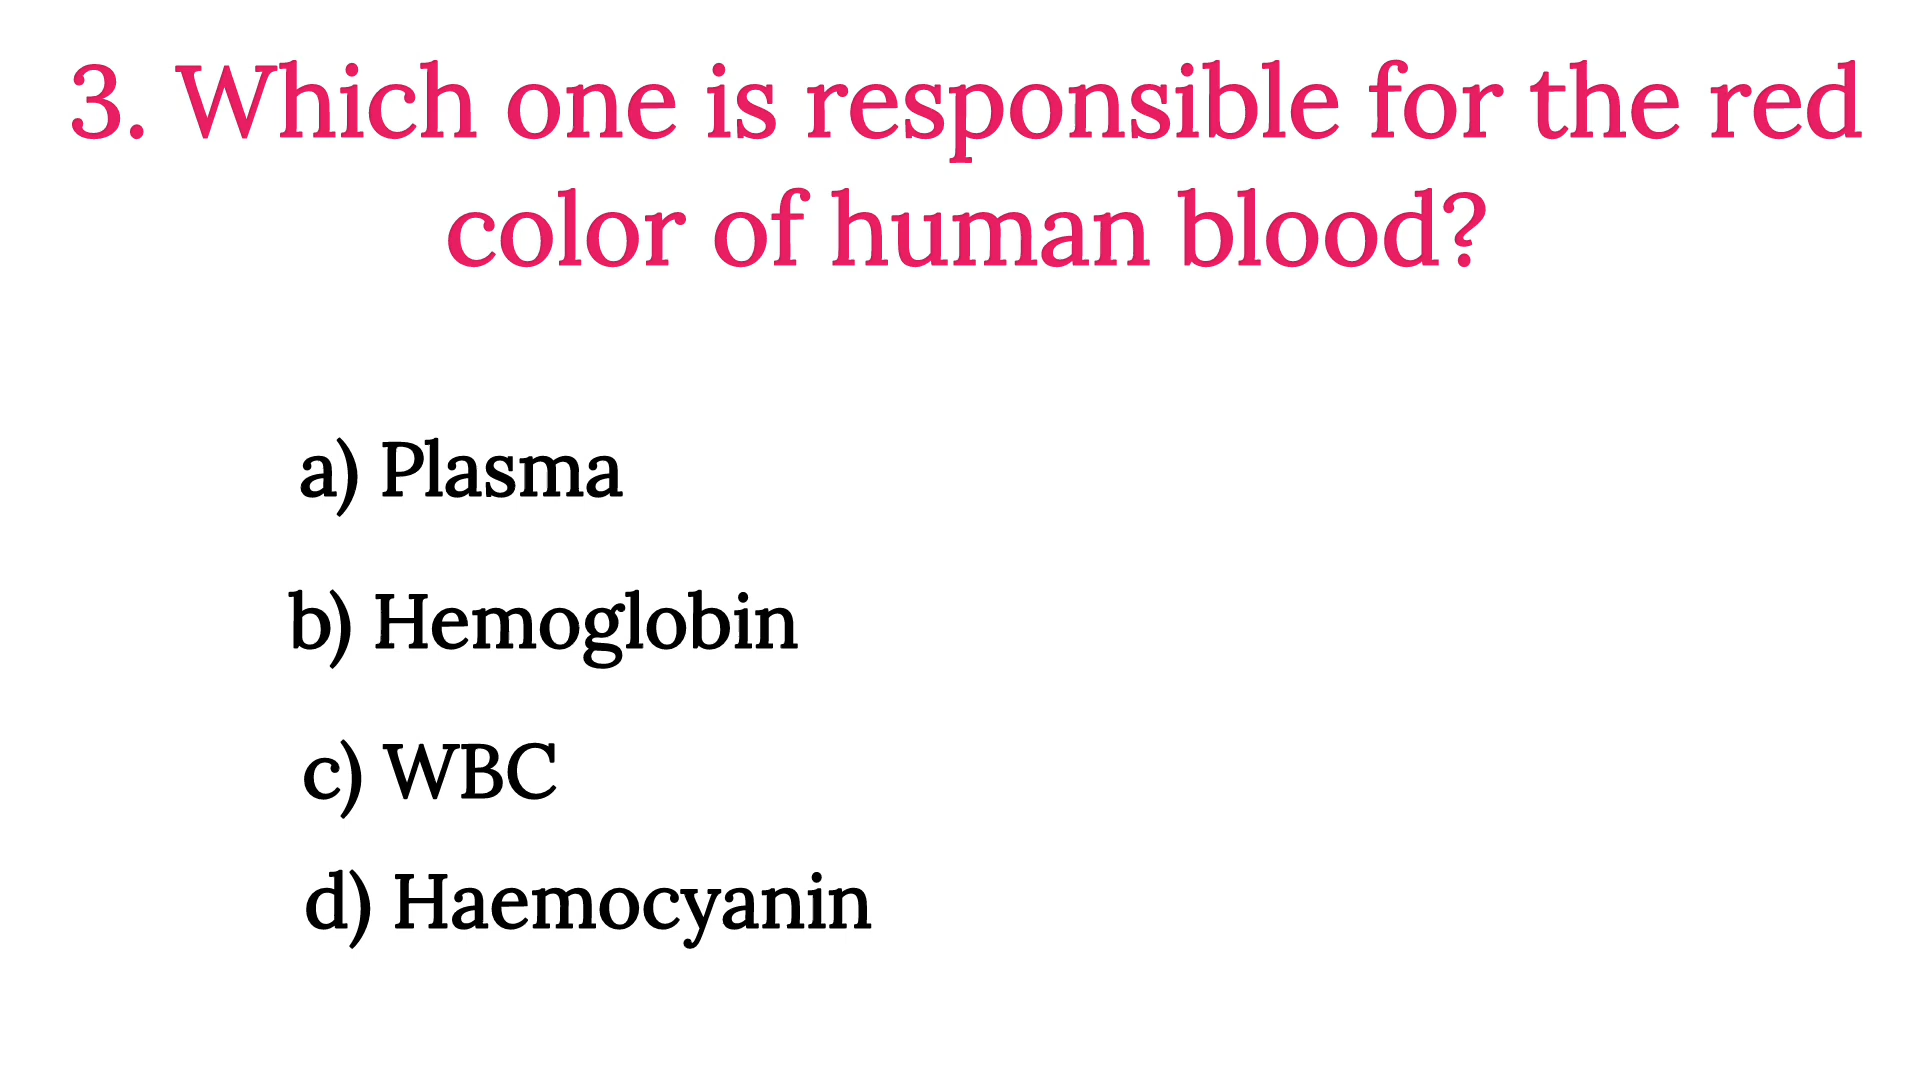 3. Which one is responsible for the red
color of human blood?
a) Plasma
b) Hemoglobin
c) WBC
d) Haemocyanin